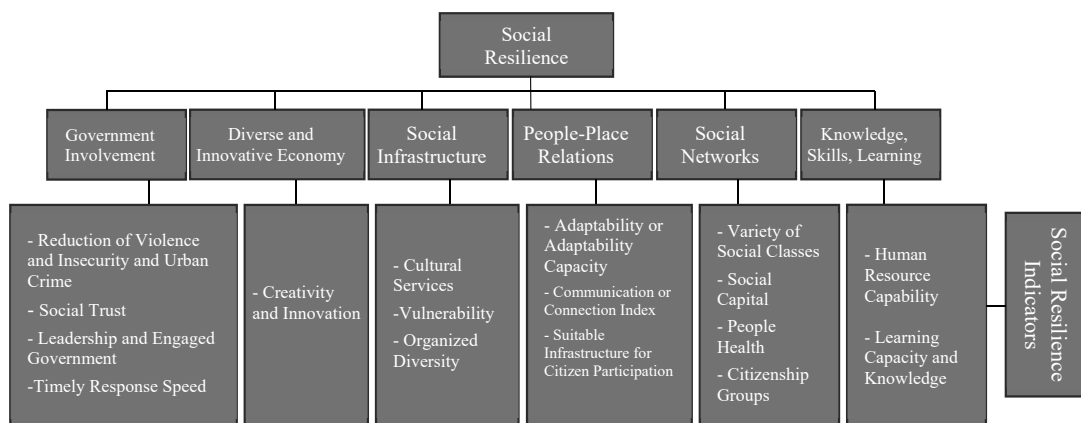 Social
Resilience
Government
Involvement
Diverse and
Innovative Economy
Social
Infrastructure
People-Place
Relations
Social
Networks
Knowledge,
Skills, Learning
- Reduction of Violence
and Insecurity and Urban
Crime
- Social Trust
- Leadership and Engaged
Government
-Timely Response Speed
- Creativity
and Innovation
- Cultural
Services
-Vulnerability
- Organized
Diversity
- Adaptability or
Adaptability
Capacity
- Communication or
Connection Index
- Suitable
Infrastructure for
Citizen Participation
- Variety of
Social Classes
- Social
Capital
- People
Health
- Citizenship
Groups
- Human
Resource
Capability
- Learning
Capacity and
Knowledge
Social Resilience
Indicators